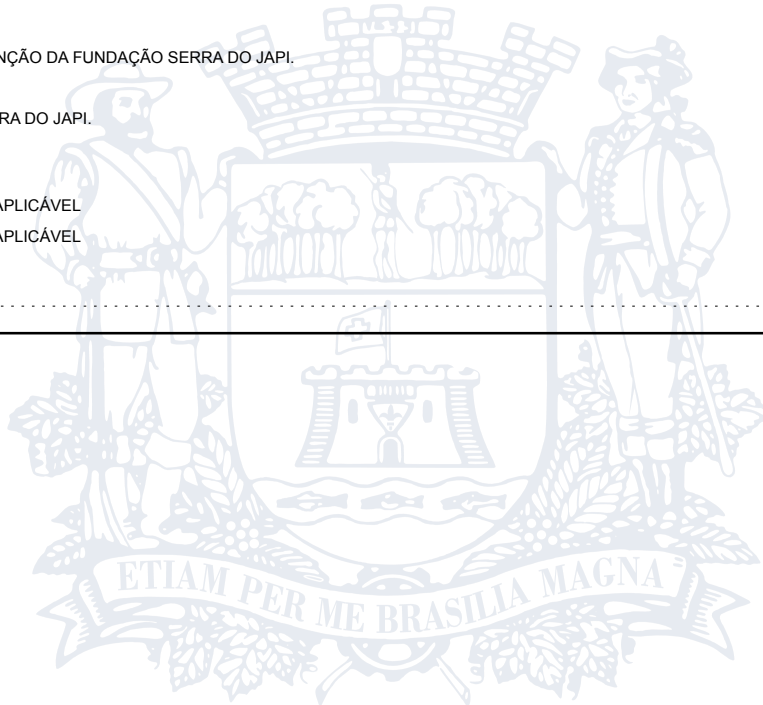 NÇÃO DA FUNDAÇÃO SERRA DO JAPI.
RA DO JAPI.
APLICÁVEL
APLICÁVEL
ETIAM PER ME BRASILIA MAGNA